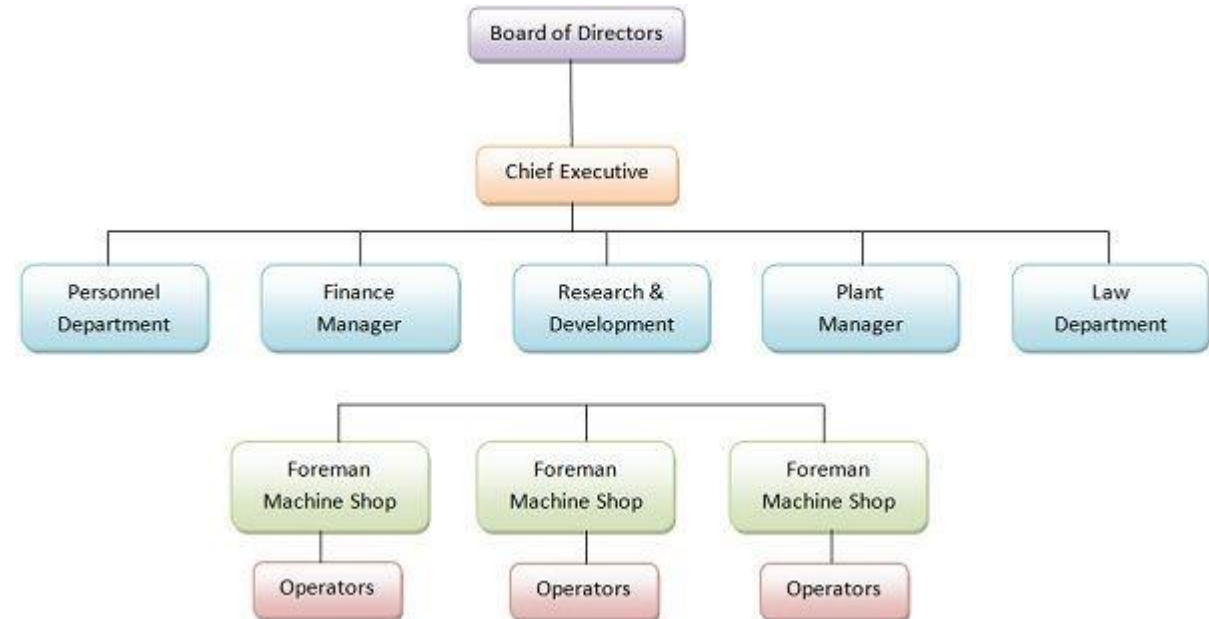 Board of Directors
Chief Executive
Personnel
Department
Finance
Manager
Research &
Development
Plant
Manager
Law
Department
Foreman
Machine Shop
Foreman
Machine Shop
Foreman
Machine Shop
Operators
Operators
Operators